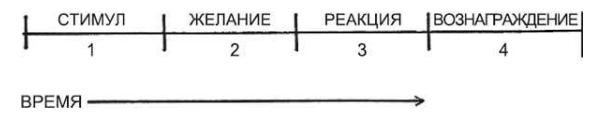 СТИМУЛ ЖЕЛАНИЕ РЕАКЦИЯ ВОЗНАГРАЖДЕНИЕ
1 2 3 4
ВРЕМЯ